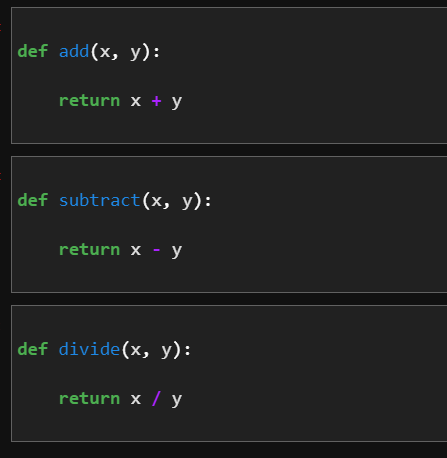 def add(x, y):
    return x + y
def subtract(x, y):
    return x - y
def divide(x, y):
    return x / y